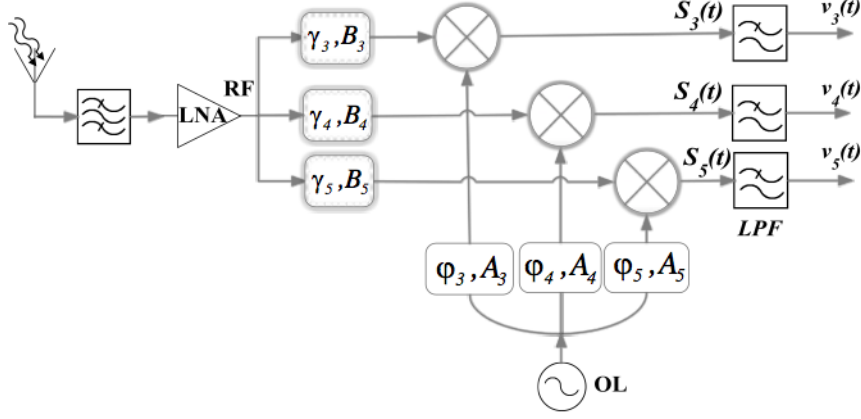 S₃(t) v₃(t)
γ₃,B₃
RF
LNA
γ₄,B₄
S₄(t) v₄(t)
γ₅,B₅
S₅(t) v₅(t)
LPF
φ₃,A₃ φ₄,A₄ φ₅,A₅
OL